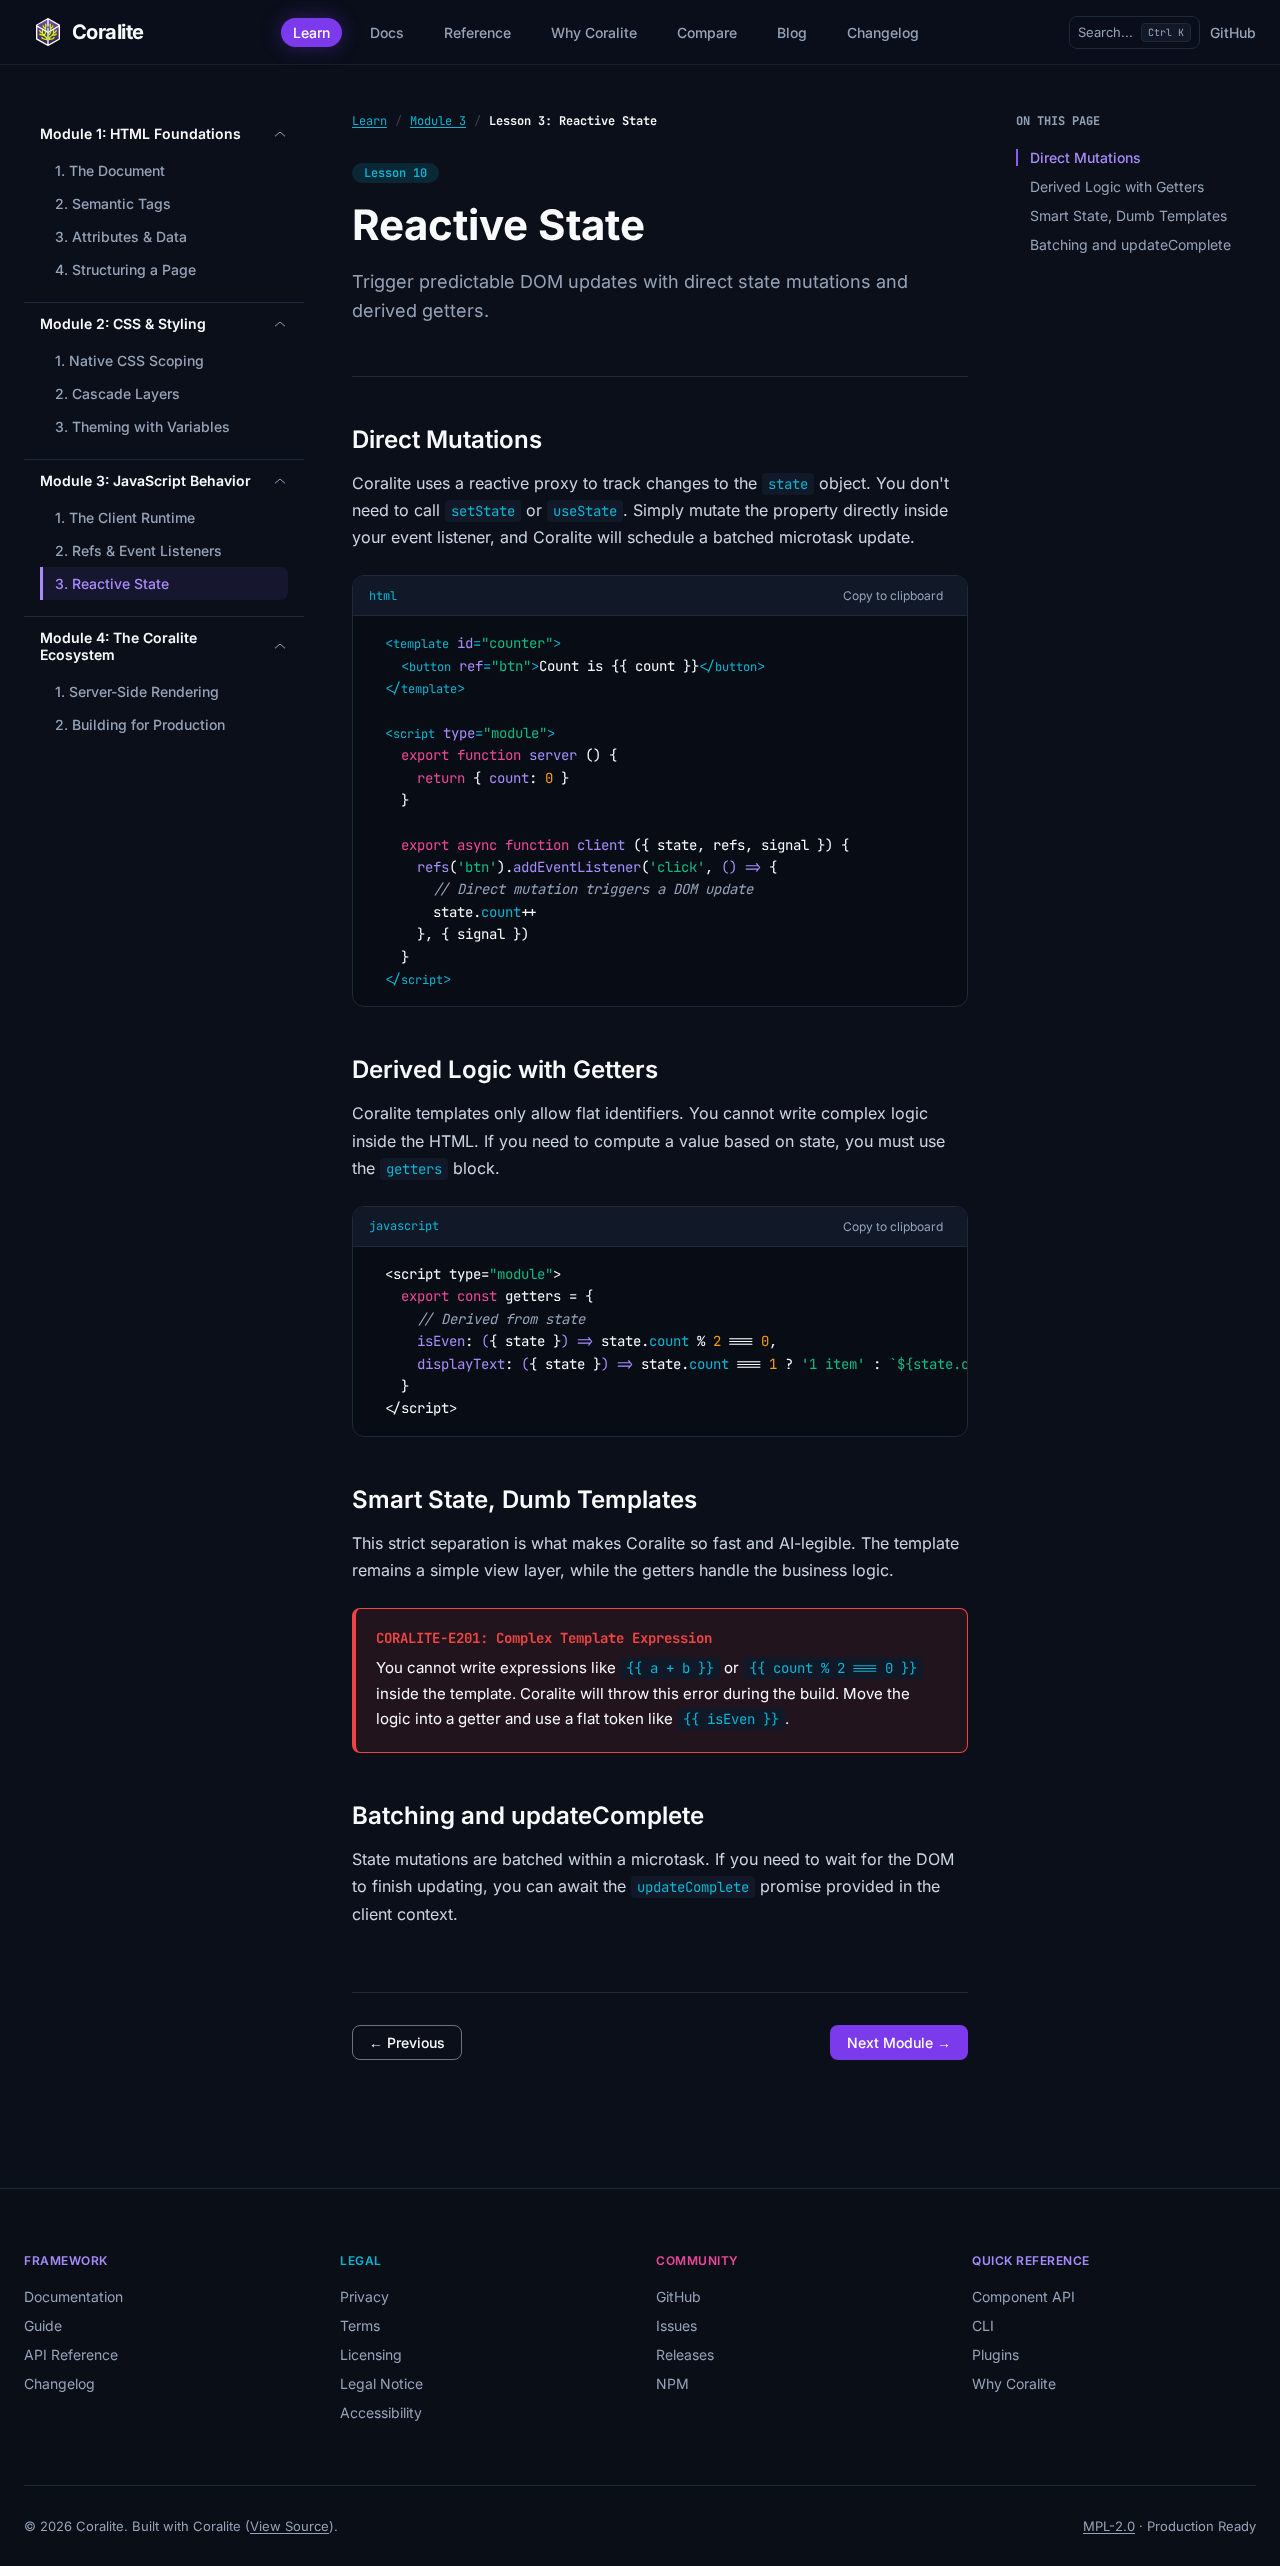 Coralite
Learn
Docs
Reference
Why Coralite
Compare
Blog
Changelog
Search...
Ctrl K
GitHub
Module 1: HTML Foundations
1. The Document
2. Semantic Tags
3. Attributes & Data
4. Structuring a Page
Module 2: CSS & Styling
1. Native CSS Scoping
2. Cascade Layers
3. Theming with Variables
Module 3: JavaScript Behavior
1. The Client Runtime
2. Refs & Event Listeners
3. Reactive State
Module 4: The Coralite
Ecosystem
1. Server-Side Rendering
2. Building for Production
Learn / Module 3 / Lesson 3: Reactive State
Lesson 10
Reactive State
Trigger predictable DOM updates with direct state mutations and
derived getters.
Direct Mutations
Coralite uses a reactive proxy to track changes to the state object. You don't
need to call setState or useState. Simply mutate the property directly inside
your event listener, and Coralite will schedule a batched microtask update.
html
Copy to clipboard
<template id="counter">
  <button ref="btn">Count is {{ count }}</button>
</template>
<script type="module">
  export function server () {
    return { count: 0 }
  }
  export async function client ({ state, refs, signal }) {
    refs('btn').addEventListener('click', () => {
      // Direct mutation triggers a DOM update
      state.count++
    }, { signal })
  }
</script>
Derived Logic with Getters
Coralite templates only allow flat identifiers. You cannot write complex logic
inside the HTML. If you need to compute a value based on state, you must use
the getters block.
javascript
Copy to clipboard
<script type="module">
  export const getters = {
    // Derived from state
    isEven: ({ state }) => state.count % 2 === 0,
    displayText: ({ state }) => state.count === 1 ? '1 item' : `${state.c
  }
</script>
Smart State, Dumb Templates
This strict separation is what makes Coralite so fast and AI-legible. The template
remains a simple view layer, while the getters handle the business logic.
CORALITE-E201: Complex Template Expression
You cannot write expressions like {{ a + b }} or {{ count % 2 === 0 }}
inside the template. Coralite will throw this error during the build. Move the
logic into a getter and use a flat token like {{ isEven }}.
Batching and updateComplete
State mutations are batched within a microtask. If you need to wait for the DOM
to finish updating, you can await the updateComplete promise provided in the
client context.
← Previous
Next Module →
ON THIS PAGE
Direct Mutations
Derived Logic with Getters
Smart State, Dumb Templates
Batching and updateComplete
FRAMEWORK
Documentation
Guide
API Reference
Changelog
LEGAL
Privacy
Terms
Licensing
Legal Notice
Accessibility
COMMUNITY
GitHub
Issues
Releases
NPM
QUICK REFERENCE
Component API
CLI
Plugins
Why Coralite
© 2026 Coralite. Built with Coralite (View Source).
MPL-2.0 · Production Ready